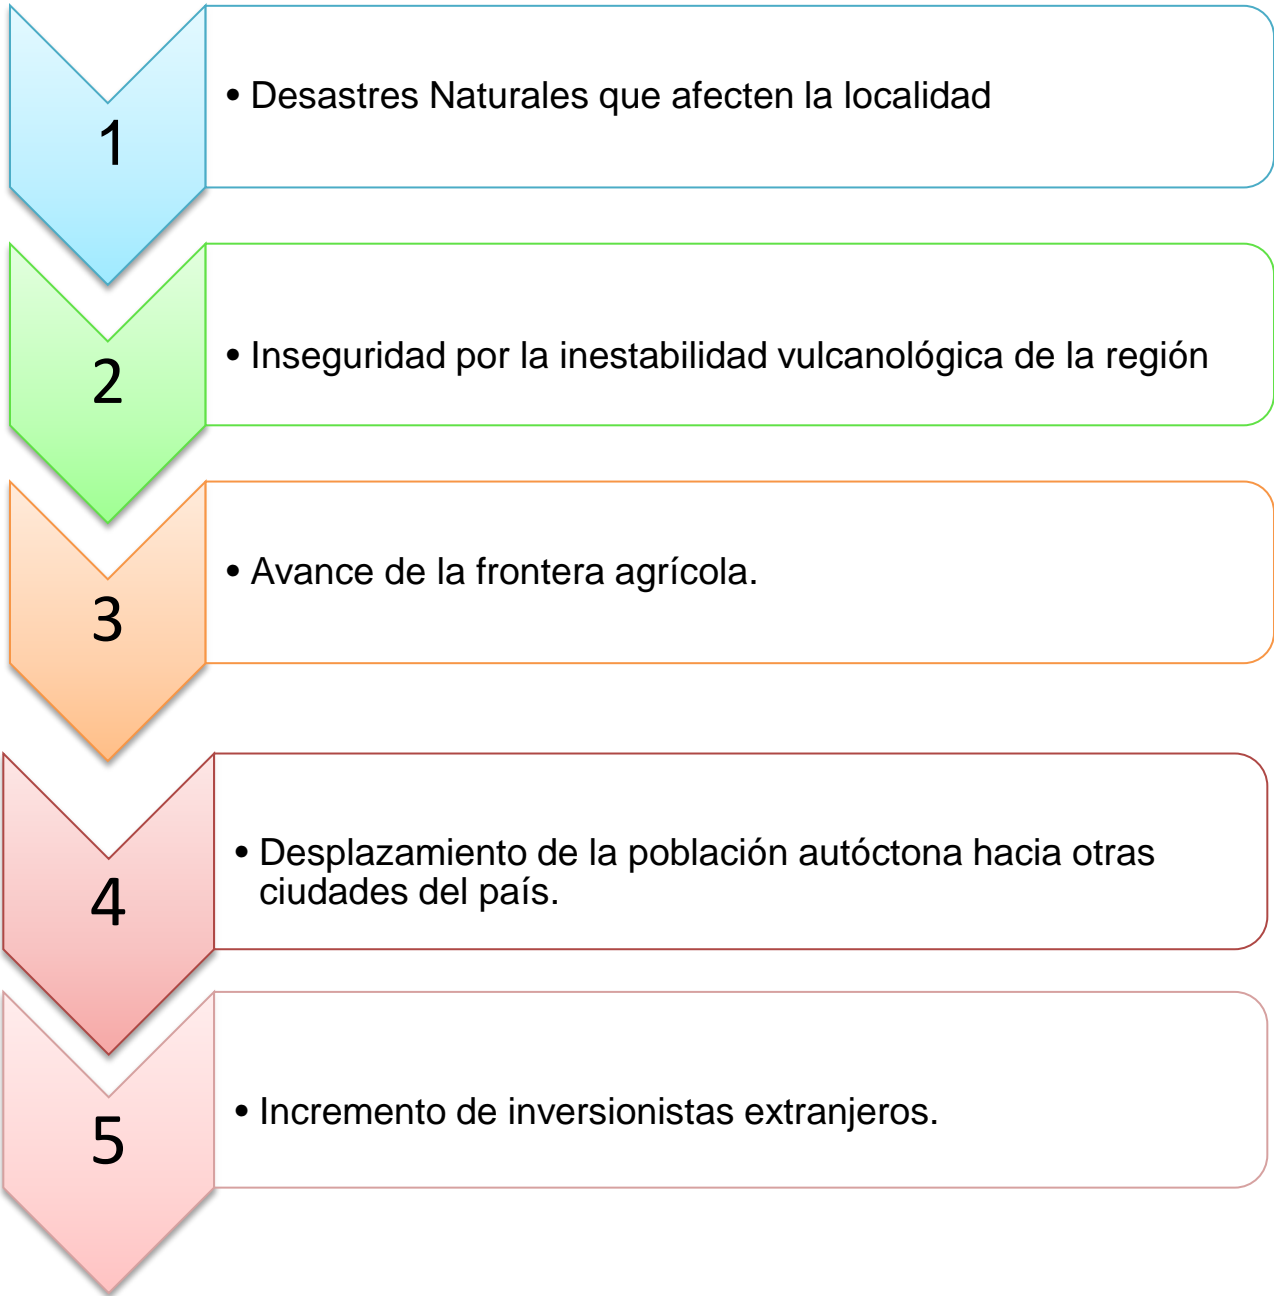 1
• Desastres Naturales que afecten la localidad
2
• Inseguridad por la inestabilidad vulcanológica de la región
3
• Avance de la frontera agrícola.
4
• Desplazamiento de la población autóctona hacia otras
ciudades del país.
5
• Incremento de inversionistas extranjeros.